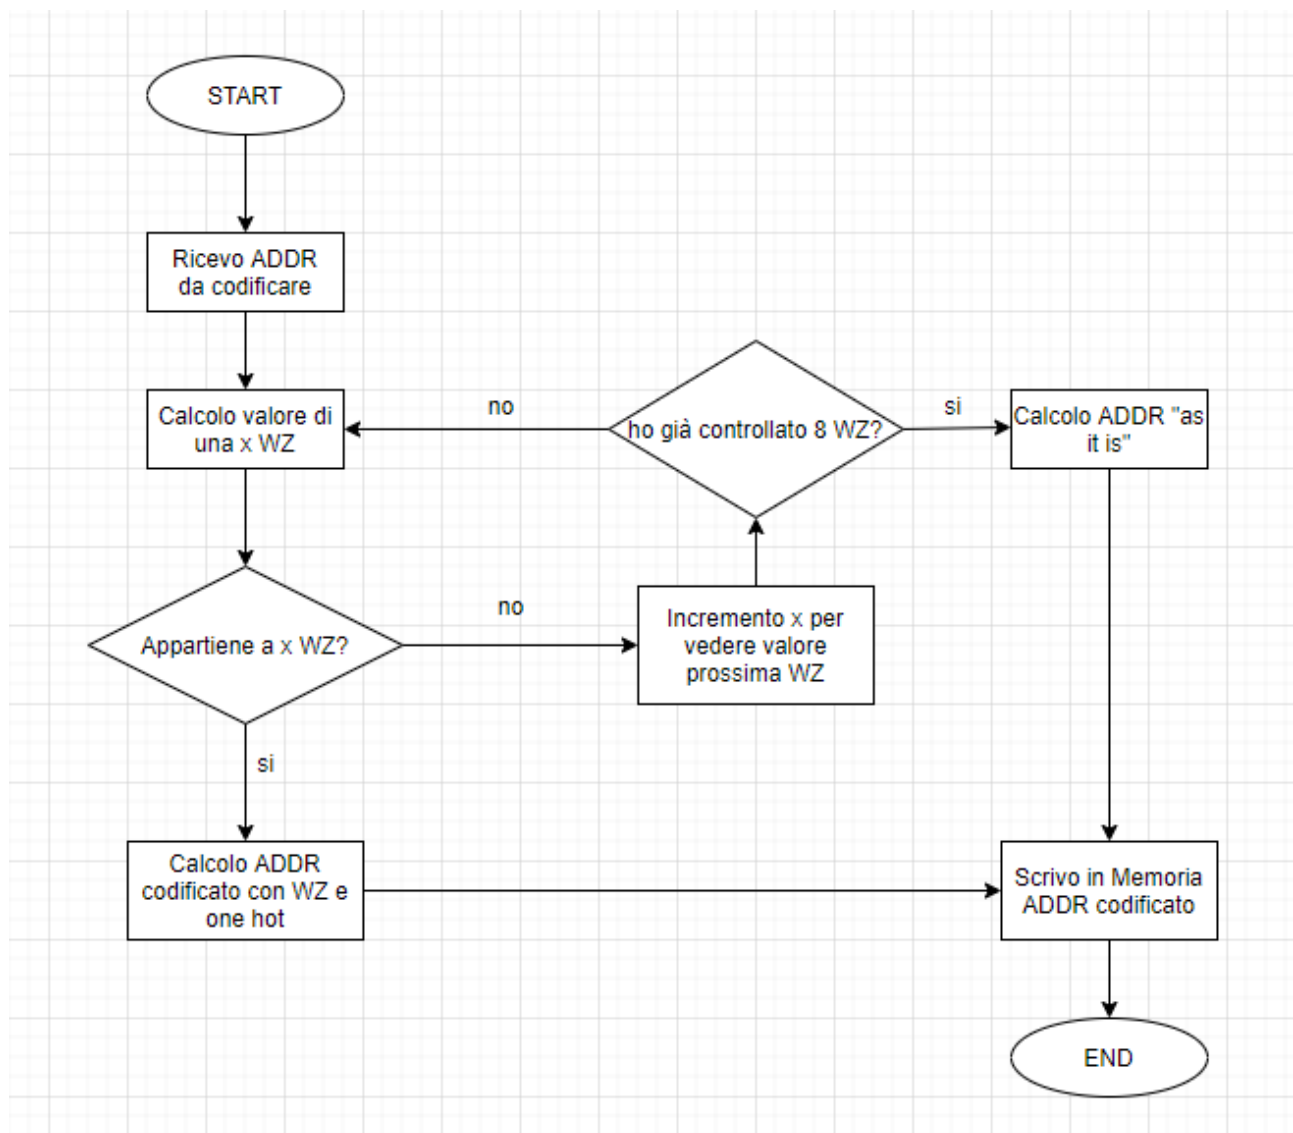 START
Ricevo ADDR
da codificare
Calcolo valore di
una x WZ
no
ho già controllato 8 WZ?
si
Calcolo ADDR "as
it is"
Appartiene a x WZ?
no
Incremento x per
vedere valore
prossima WZ
si
Calcolo ADDR
codificato con WZ e
one hot
Scrivo in Memoria
ADDR codificato
END